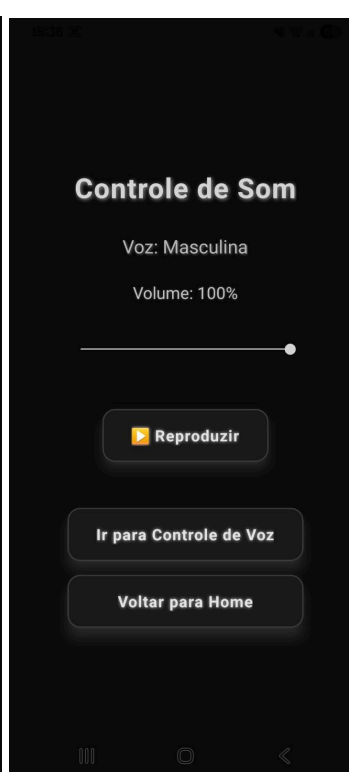 Controle de Som
Voz: Masculina
Volume: 100%
Reproduzir
Ir para Controle de Voz
Voltar para Home